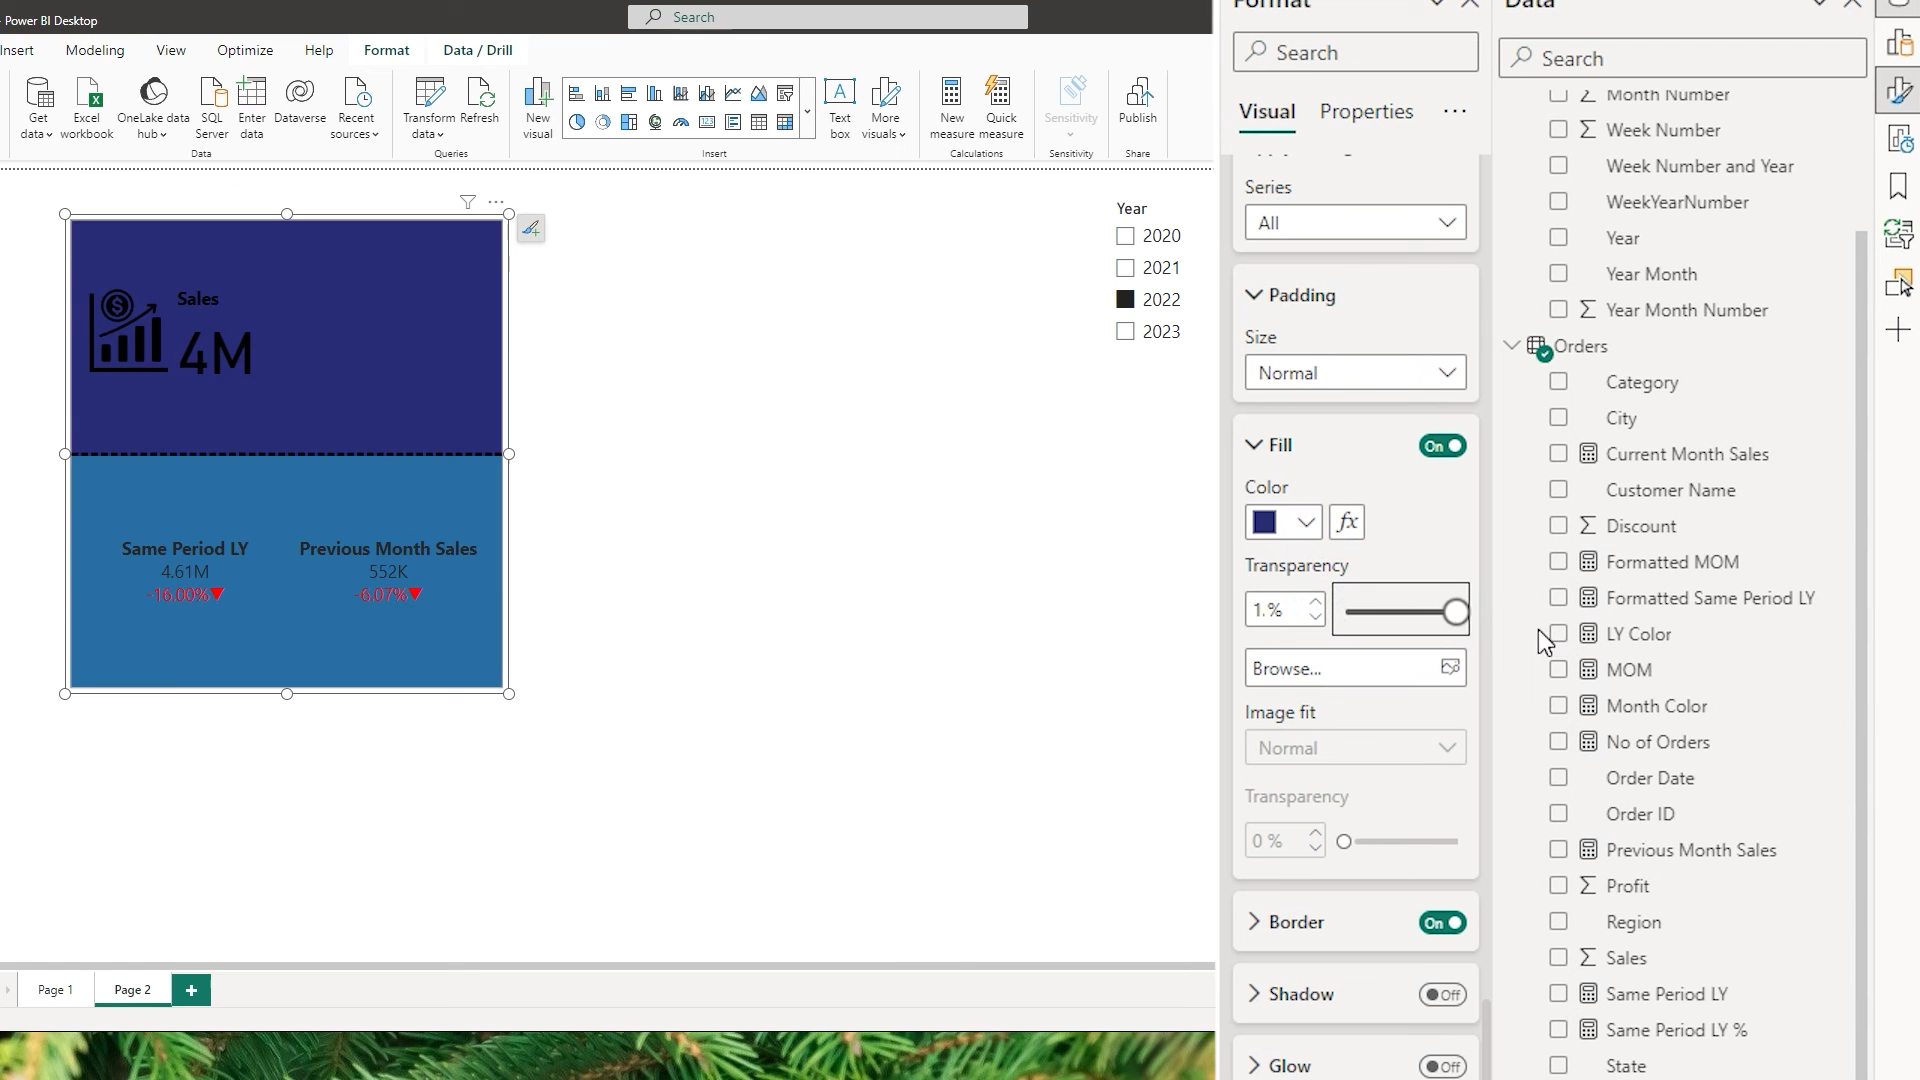 Power BI Desktop
Search
Insert
Modeling
View
Optimize
Help
Format
Data / Drill
Get data
Excel workbook
OneLake data hub
SQL Server
Enter data
Dataverse
Recent sources
Data
Transform data
Refresh
Queries
New visual
Text box
More visuals
Insert
New measure
Quick measure
Calculations
Sensitivity
Sensitivity
Publish
Share
Sales
4M
Same Period LY
4.61M
-16.00%▼
Previous Month Sales
552K
-6.07%▼
Year
2020
2021
2022
2023
Page 1
Page 2
Format
Search
Visual
Properties
Series
All
Padding
Size
Normal
Fill
On
Color
fx
Transparency
1.%
Browse...
Image fit
Normal
Transparency
0 %
Border
On
Shadow
Off
Glow
Off
Data
Search
Month Number
Week Number
Week Number and Year
WeekYearNumber
Year
Year Month
Year Month Number
Orders
Category
City
Current Month Sales
Customer Name
Discount
Formatted MOM
Formatted Same Period LY
LY Color
MOM
Month Color
No of Orders
Order Date
Order ID
Previous Month Sales
Profit
Region
Sales
Same Period LY
Same Period LY %
State